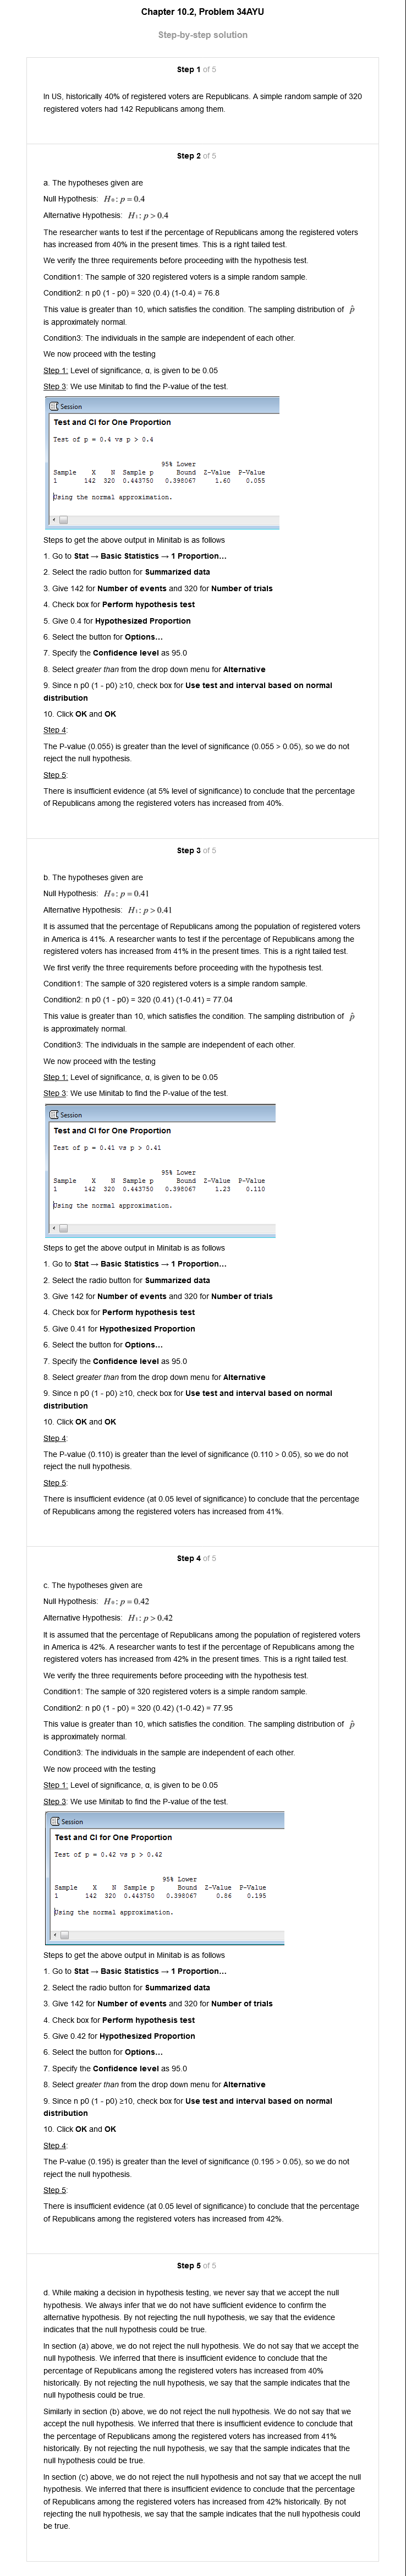 Chapter 10.2, Problem 34AYU
Step-by-step solution
Step 1 of 5
In US, historically 40% of registered voters are Republicans. A simple random sample of 320
registered voters had 142 Republicans among them.
Step 2 of 5
a. The hypotheses given are
Null Hypothesis: H₀: p = 0.4
Alternative Hypothesis: H₁: p > 0.4
The researcher wants to test if the percentage of Republicans among the registered voters
has increased from 40% in the present times. This is a right tailed test.
We verify the three requirements before proceeding with the hypothesis test.
Condition1: The sample of 320 registered voters is a simple random sample.
Condition2: n p0 (1 - p0) = 320 (0.4) (1-0.4) = 76.8
This value is greater than 10, which satisfies the condition. The sampling distribution of p̂
is approximately normal.
Condition3: The individuals in the sample are independent of each other.
We now proceed with the testing
Step 1: Level of significance, α, is given to be 0.05
Step 3: We use Minitab to find the P-value of the test.
Session
Test and CI for One Proportion
Test of p = 0.4 vs p > 0.4
95% Lower
Sample X N Sample p Bound Z-Value P-Value
1 142 320 0.443750 0.398067 1.60 0.055
Using the normal approximation.
Steps to get the above output in Minitab is as follows
1. Go to Stat → Basic Statistics → 1 Proportion...
2. Select the radio button for Summarized data
3. Give 142 for Number of events and 320 for Number of trials
4. Check box for Perform hypothesis test
5. Give 0.4 for Hypothesized Proportion
6. Select the button for Options...
7. Specify the Confidence level as 95.0
8. Select greater than from the drop down menu for Alternative
9. Since n p0 (1 - p0) ≥10, check box for Use test and interval based on normal
distribution
10. Click OK and OK
Step 4:
The P-value (0.055) is greater than the level of significance (0.055 > 0.05), so we do not
reject the null hypothesis.
Step 5:
There is insufficient evidence (at 5% level of significance) to conclude that the percentage
of Republicans among the registered voters has increased from 40%.
Step 3 of 5
b. The hypotheses given are
Null Hypothesis: H₀: p = 0.41
Alternative Hypothesis: H₁: p > 0.41
It is assumed that the percentage of Republicans among the population of registered voters
in America is 41%. A researcher wants to test if the percentage of Republicans among the
registered voters has increased from 41% in the present times. This is a right tailed test.
We first verify the three requirements before proceeding with the hypothesis test.
Condition1: The sample of 320 registered voters is a simple random sample.
Condition2: n p0 (1 - p0) = 320 (0.41) (1-0.41) = 77.04
This value is greater than 10, which satisfies the condition. The sampling distribution of p̂
is approximately normal.
Condition3: The individuals in the sample are independent of each other.
We now proceed with the testing
Step 1: Level of significance, α, is given to be 0.05
Step 3: We use Minitab to find the P-value of the test.
Session
Test and CI for One Proportion
Test of p = 0.41 vs p > 0.41
95% Lower
Sample X N Sample p Bound Z-Value P-Value
1 142 320 0.443750 0.398067 1.23 0.110
Using the normal approximation.
Steps to get the above output in Minitab is as follows
1. Go to Stat → Basic Statistics → 1 Proportion...
2. Select the radio button for Summarized data
3. Give 142 for Number of events and 320 for Number of trials
4. Check box for Perform hypothesis test
5. Give 0.41 for Hypothesized Proportion
6. Select the button for Options...
7. Specify the Confidence level as 95.0
8. Select greater than from the drop down menu for Alternative
9. Since n p0 (1 - p0) ≥10, check box for Use test and interval based on normal
distribution
10. Click OK and OK
Step 4:
The P-value (0.110) is greater than the level of significance (0.110 > 0.05), so we do not
reject the null hypothesis.
Step 5:
There is insufficient evidence (at 0.05 level of significance) to conclude that the percentage
of Republicans among the registered voters has increased from 41%.
Step 4 of 5
c. The hypotheses given are
Null Hypothesis: H₀: p = 0.42
Alternative Hypothesis: H₁: p > 0.42
It is assumed that the percentage of Republicans among the population of registered voters
in America is 42%. A researcher wants to test if the percentage of Republicans among the
registered voters has increased from 42% in the present times. This is a right tailed test.
We verify the three requirements before proceeding with the hypothesis test.
Condition1: The sample of 320 registered voters is a simple random sample.
Condition2: n p0 (1 - p0) = 320 (0.42) (1-0.42) = 77.95
This value is greater than 10, which satisfies the condition. The sampling distribution of p̂
is approximately normal.
Condition3: The individuals in the sample are independent of each other.
We now proceed with the testing
Step 1: Level of significance, α, is given to be 0.05
Step 3: We use Minitab to find the P-value of the test.
Session
Test and CI for One Proportion
Test of p = 0.42 vs p > 0.42
95% Lower
Sample X N Sample p Bound Z-Value P-Value
1 142 320 0.443750 0.398067 0.86 0.195
Using the normal approximation.
Steps to get the above output in Minitab is as follows
1. Go to Stat → Basic Statistics → 1 Proportion...
2. Select the radio button for Summarized data
3. Give 142 for Number of events and 320 for Number of trials
4. Check box for Perform hypothesis test
5. Give 0.42 for Hypothesized Proportion
6. Select the button for Options...
7. Specify the Confidence level as 95.0
8. Select greater than from the drop down menu for Alternative
9. Since n p0 (1 - p0) ≥10, check box for Use test and interval based on normal
distribution
10. Click OK and OK
Step 4:
The P-value (0.195) is greater than the level of significance (0.195 > 0.05), so we do not
reject the null hypothesis.
Step 5:
There is insufficient evidence (at 0.05 level of significance) to conclude that the percentage
of Republicans among the registered voters has increased from 42%.
Step 5 of 5
d. While making a decision in hypothesis testing, we never say that we accept the null
hypothesis. We always infer that we do not have sufficient evidence to confirm the
alternative hypothesis. By not rejecting the null hypothesis, we say that the evidence
indicates that the null hypothesis could be true.
In section (a) above, we do not reject the null hypothesis. We do not say that we accept the
null hypothesis. We inferred that there is insufficient evidence to conclude that the
percentage of Republicans among the registered voters has increased from 40%
historically. By not rejecting the null hypothesis, we say that the sample indicates that the
null hypothesis could be true.
Similarly in section (b) above, we do not reject the null hypothesis. We do not say that we
accept the null hypothesis. We inferred that there is insufficient evidence to conclude that
the percentage of Republicans among the registered voters has increased from 41%
historically. By not rejecting the null hypothesis, we say that the sample indicates that the
null hypothesis could be true.
In section (c) above, we do not reject the null hypothesis and not say that we accept the null
hypothesis. We inferred that there is insufficient evidence to conclude that the percentage
of Republicans among the registered voters has increased from 42% historically. By not
rejecting the null hypothesis, we say that the sample indicates that the null hypothesis could
be true.